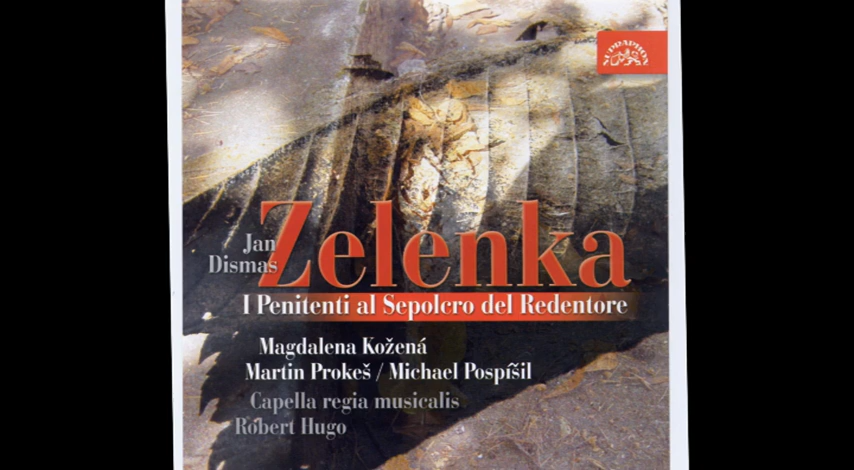 SUPRAPHON
Jan
Dismas
Zelenka
I Penitenti al Sepolcro del Redentore
Magdalena Kožená
Martin Prokeš / Michael Pospíšil
Capella regia musicalis
Robert Hugo